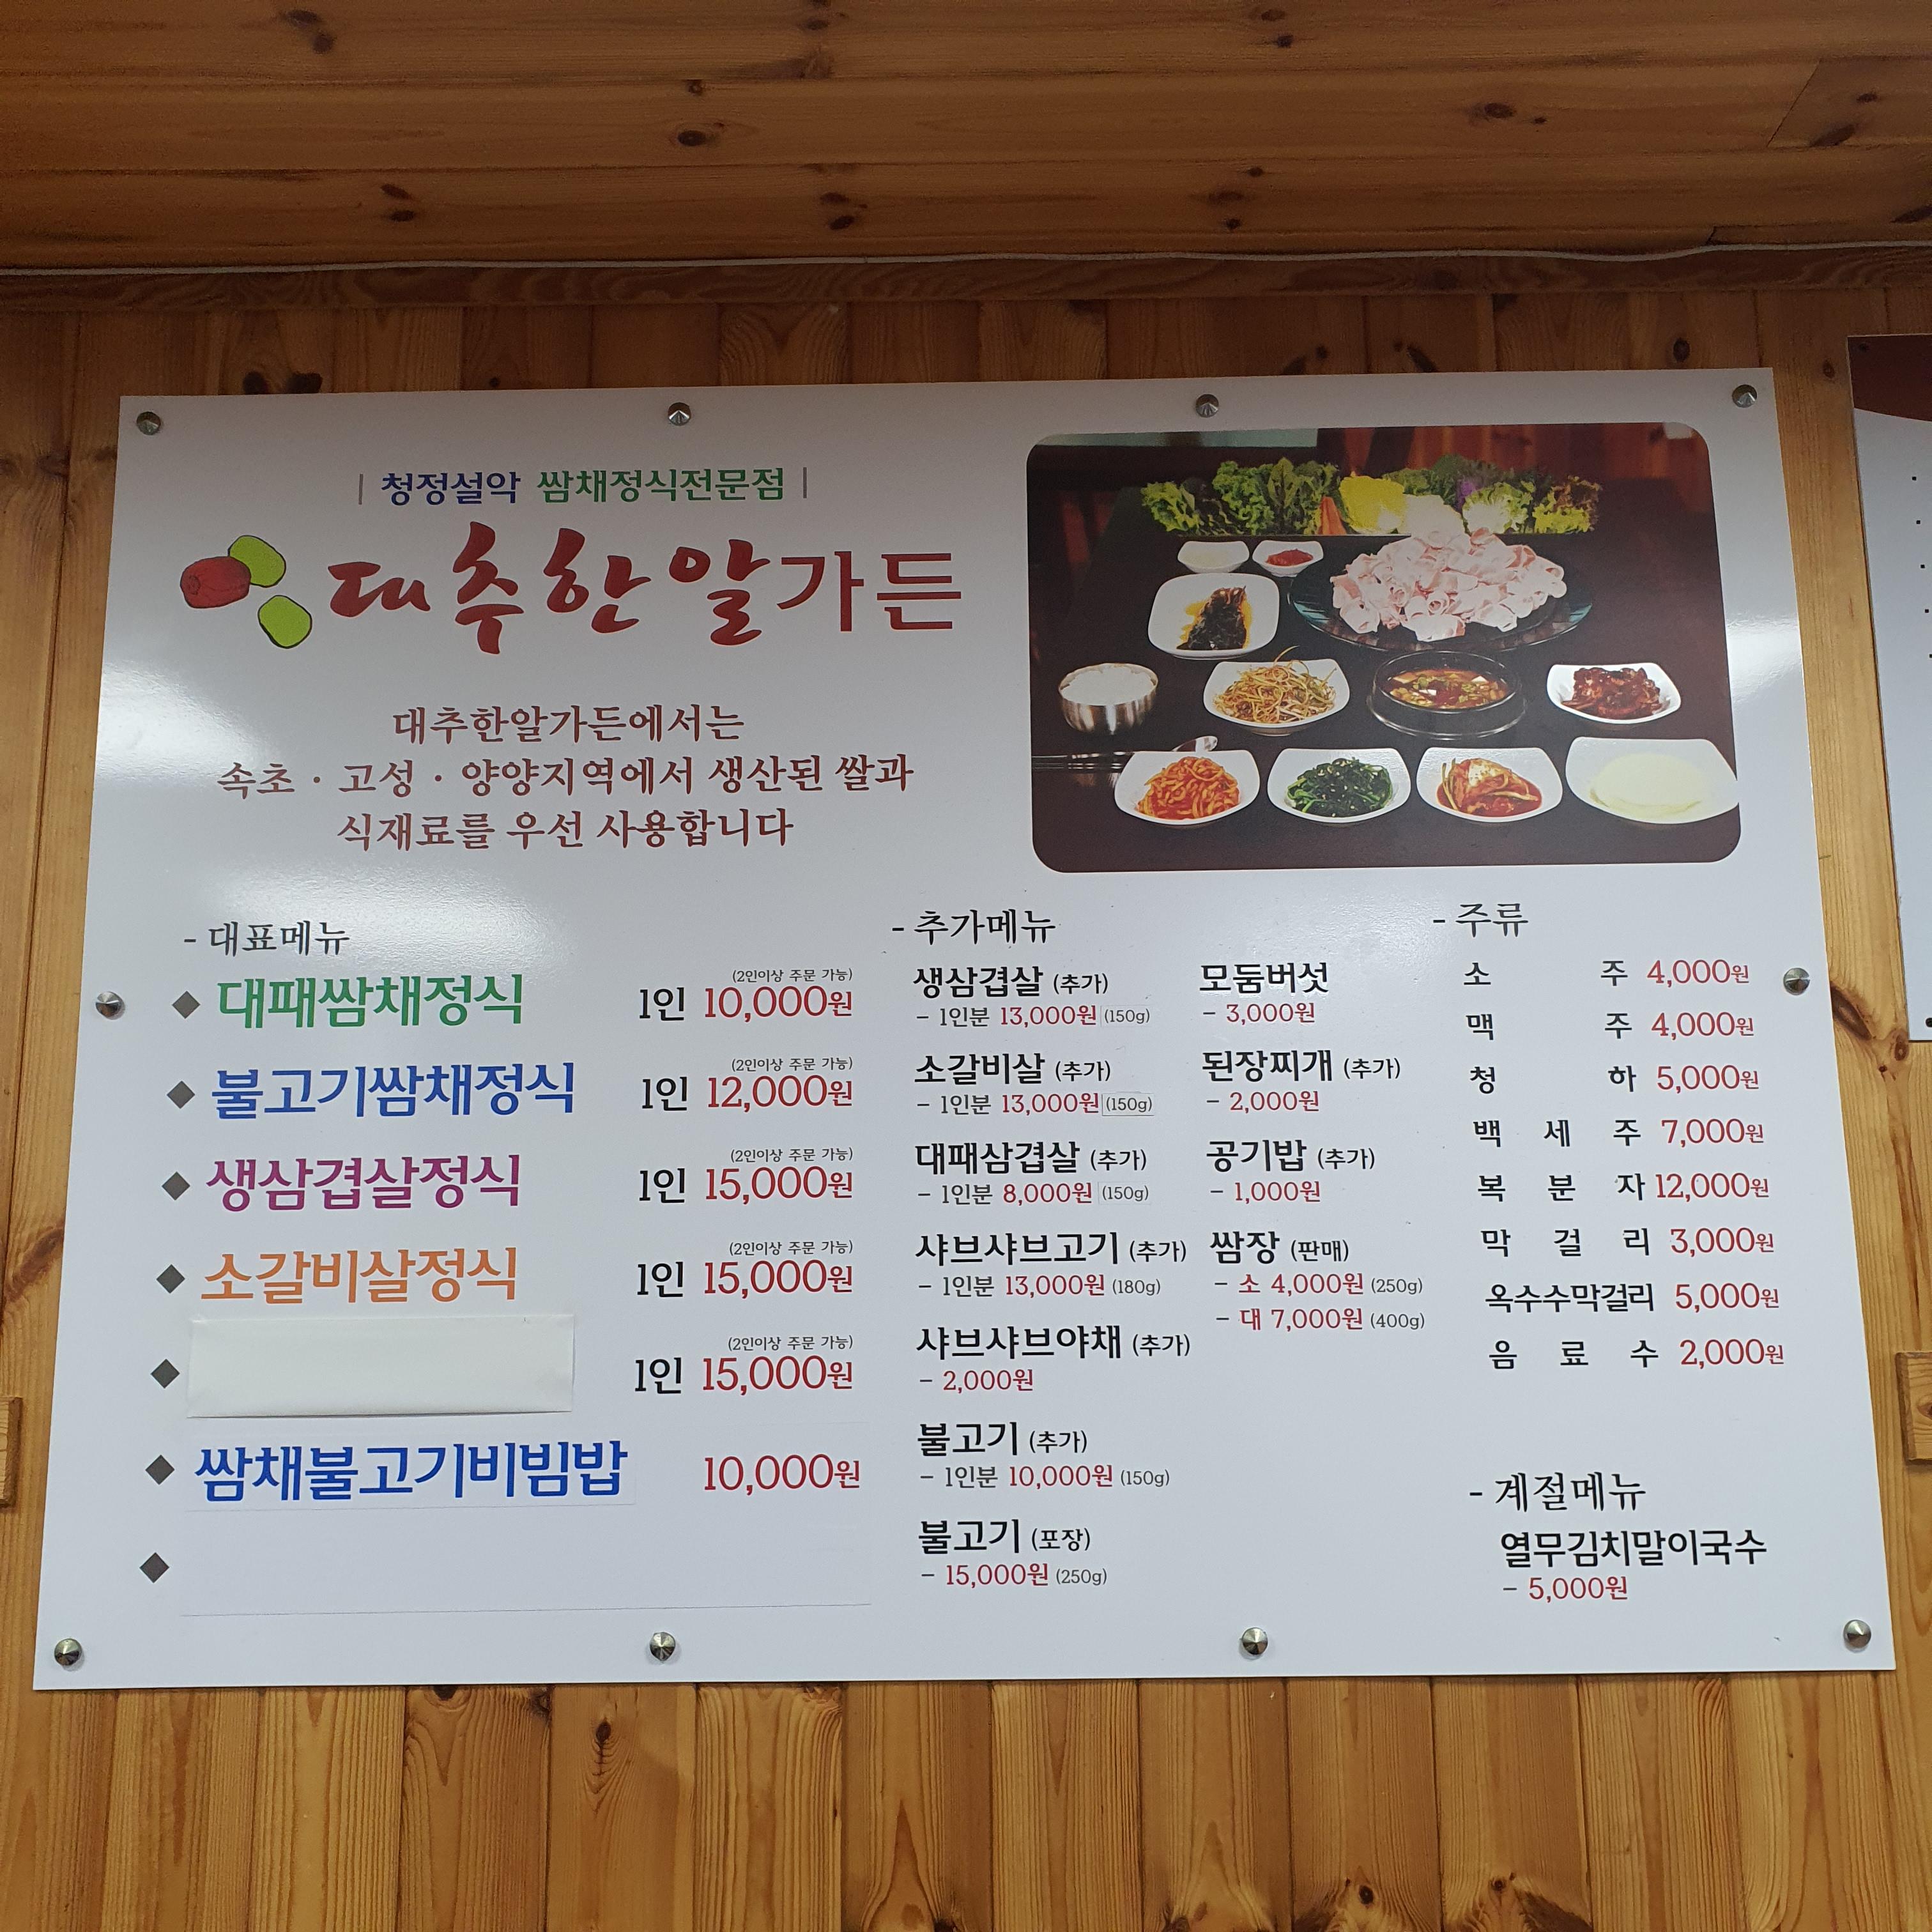 | 청정설악 쌈채정식전문점 |
대추한알가든
대추한알가든에서는
속초 · 고성 · 양양지역에서 생산된 쌀과
식재료를 우선 사용합니다
- 대표메뉴
(2인이상 주문 가능)
◆ 대패쌈채정식 1인 10,000원
(2인이상 주문 가능)
◆ 불고기쌈채정식 1인 12,000원
(2인이상 주문 가능)
◆ 생삼겹살정식 1인 15,000원
(2인이상 주문 가능)
◆ 소갈비살정식 1인 15,000원
(2인이상 주문 가능)
◆ 1인 15,000원
◆ 쌈채불고기비빔밥 10,000원
◆
- 추가메뉴
생삼겹살 (추가)
- 1인분 13,000원 (150g)
소갈비살 (추가)
- 1인분 13,000원 (150g)
대패삼겹살 (추가)
- 1인분 8,000원 (150g)
샤브샤브고기 (추가)
- 1인분 13,000원 (180g)
샤브샤브야채 (추가)
- 2,000원
불고기 (추가)
- 1인분 10,000원 (150g)
불고기 (포장)
- 15,000원 (250g)
모둠버섯
- 3,000원
된장찌개 (추가)
- 2,000원
공기밥 (추가)
- 1,000원
쌈장 (판매)
- 소 4,000원 (250g)
- 대 7,000원 (400g)
- 주류
소 주 4,000원
맥 주 4,000원
청 하 5,000원
백 세 주 7,000원
복 분 자 12,000원
막 걸 리 3,000원
옥수수막걸리 5,000원
음 료 수 2,000원
- 계절메뉴
열무김치말이국수
- 5,000원